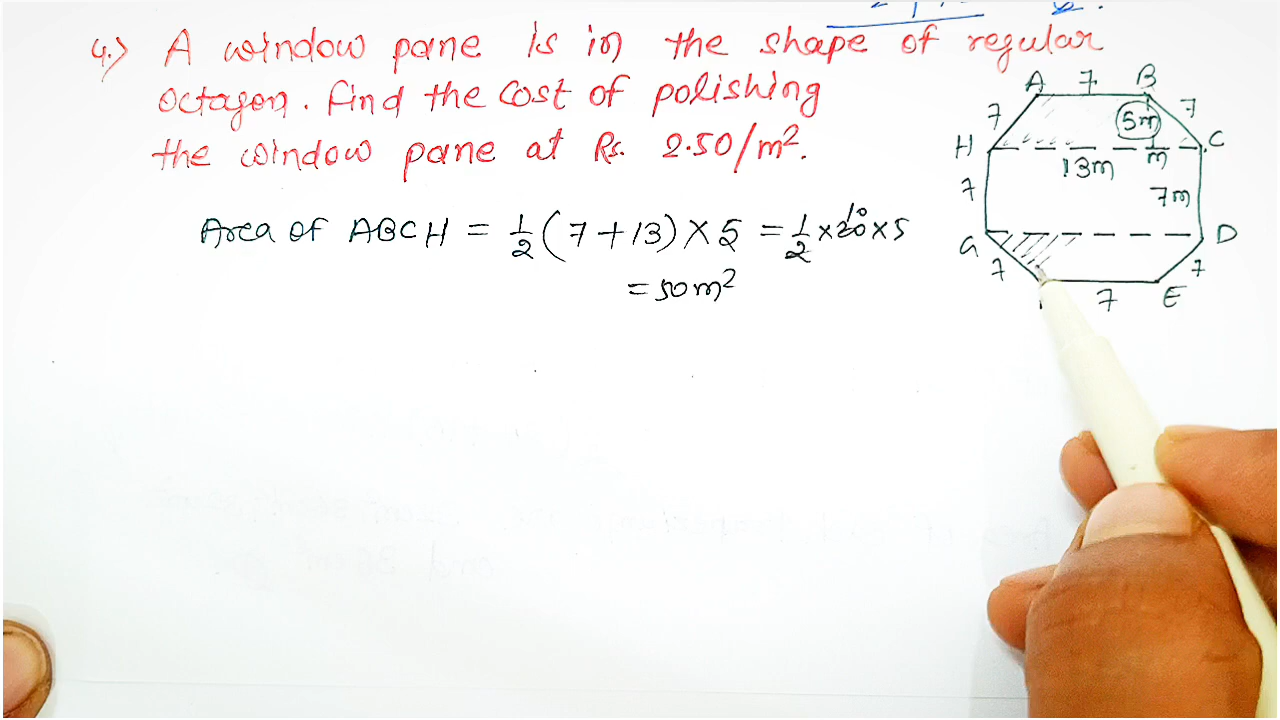 4.) A window pane is in the shape of regular
octagon. Find the cost of polishing
the window pane at Rs. 2.50/m².
A 7 B
7 5m 7
H 13m m C
7 7m
G D
7 7
7 E
Area of ABCH = 1/2 (7+13) × 5 = 1/2 × 20 10 × 5
= 50 m²